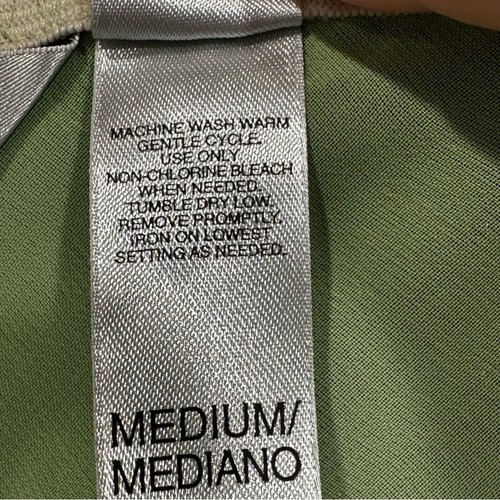 MACHINE WASH WARM
GENTLE CYCLE.
USE ONLY
NON-CHLORINE BLEACH
WHEN NEEDED.
TUMBLE DRY LOW.
REMOVE PROMPTLY.
IRON ON LOWEST
SETTING AS NEEDED.
MEDIUM/
MEDIANO